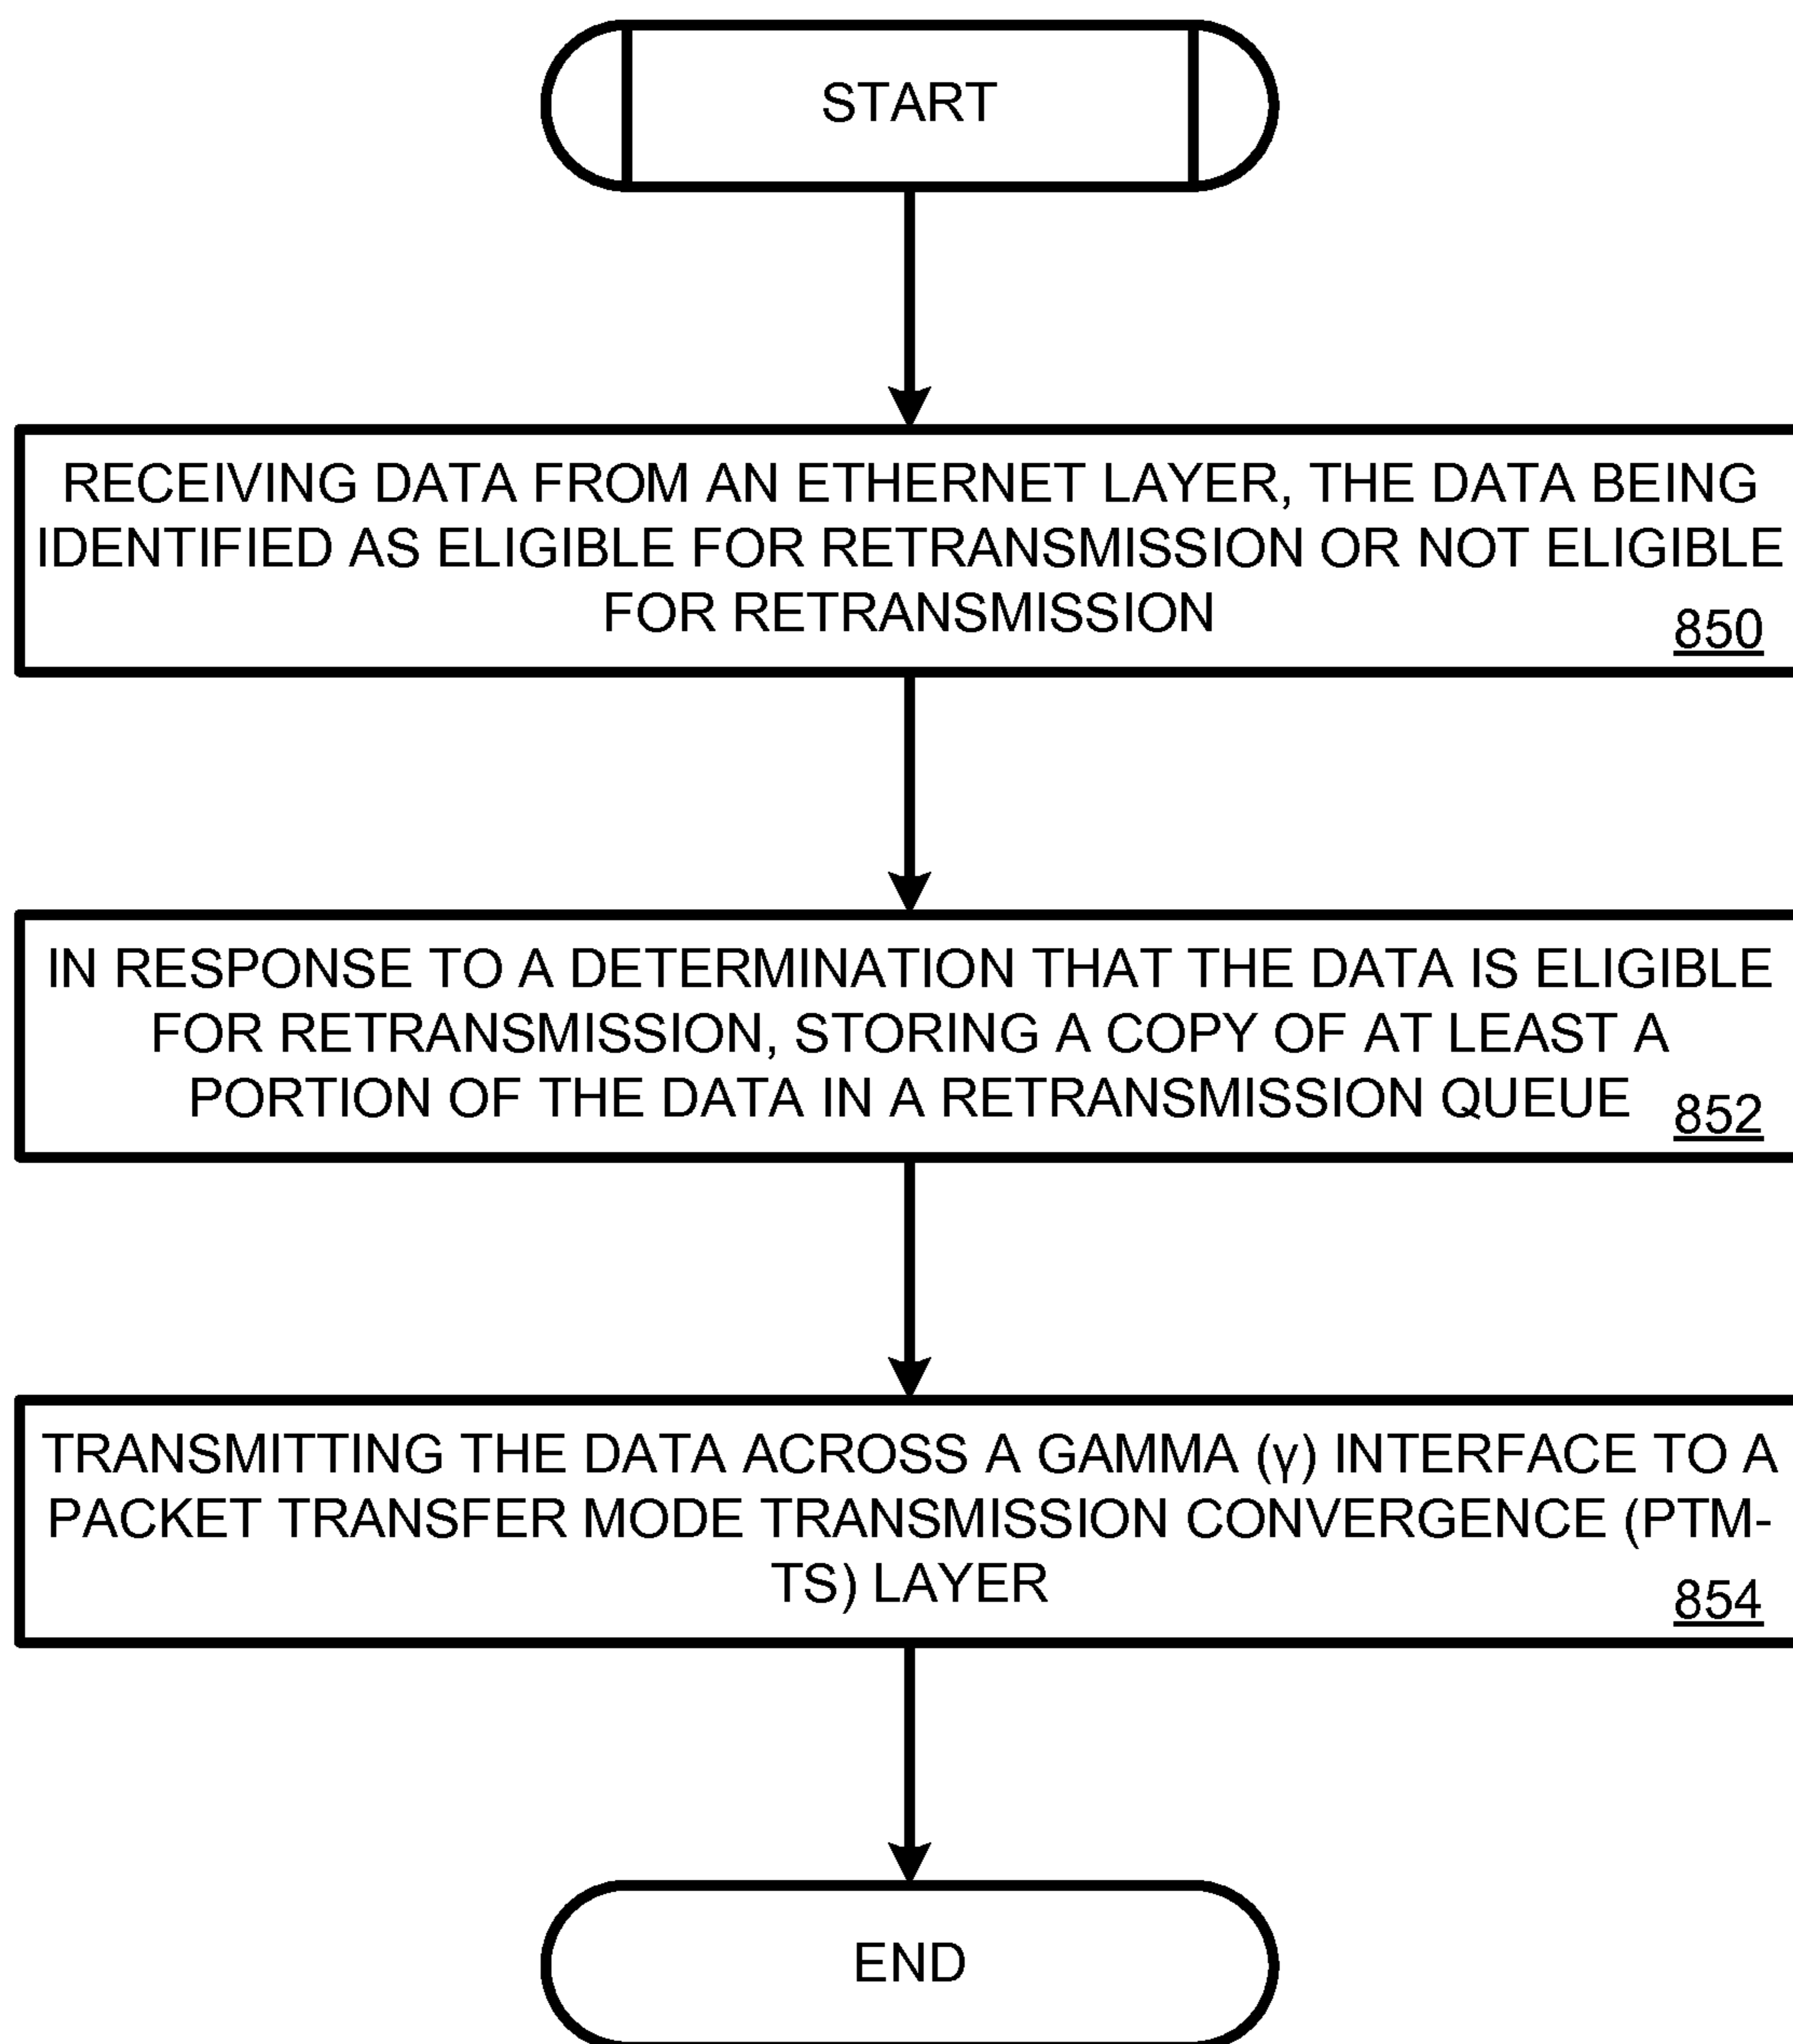 START
RECEIVING DATA FROM AN ETHERNET LAYER, THE DATA BEING
IDENTIFIED AS ELIGIBLE FOR RETRANSMISSION OR NOT ELIGIBLE
FOR RETRANSMISSION
850
IN RESPONSE TO A DETERMINATION THAT THE DATA IS ELIGIBLE
FOR RETRANSMISSION, STORING A COPY OF AT LEAST A
PORTION OF THE DATA IN A RETRANSMISSION QUEUE
852
TRANSMITTING THE DATA ACROSS A GAMMA (γ) INTERFACE TO A
PACKET TRANSFER MODE TRANSMISSION CONVERGENCE (PTM-
TS) LAYER
854
END